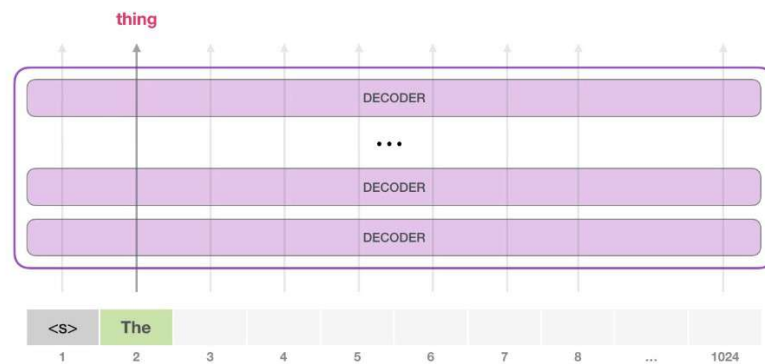 thing
DECODER
...
DECODER
DECODER
<s> The
1 2 3 4 5 6 7 8 ... 1024